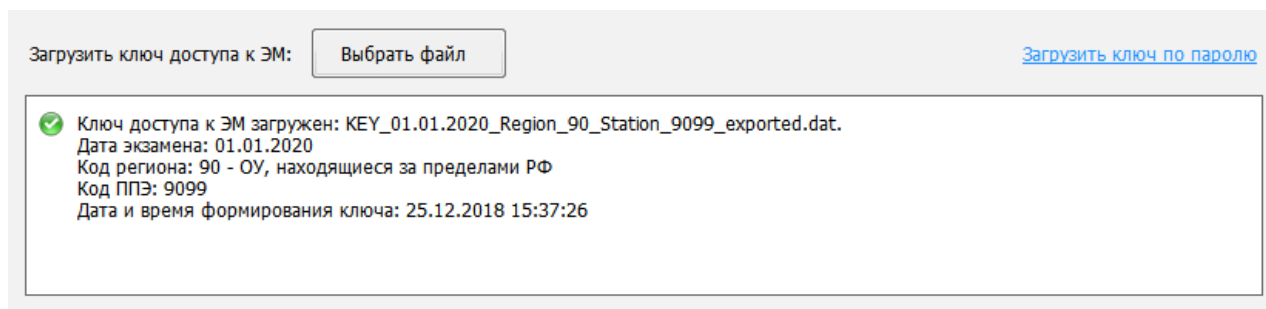 Загрузить ключ доступа к ЭМ: Выбрать файл Загрузить ключ по паролю
Ключ доступа к ЭМ загружен: KEY_01.01.2020_Region_90_Station_9099_exported.dat.
Дата экзамена: 01.01.2020
Код региона: 90 - ОУ, находящиеся за пределами РФ
Код ППЭ: 9099
Дата и время формирования ключа: 25.12.2018 15:37:26